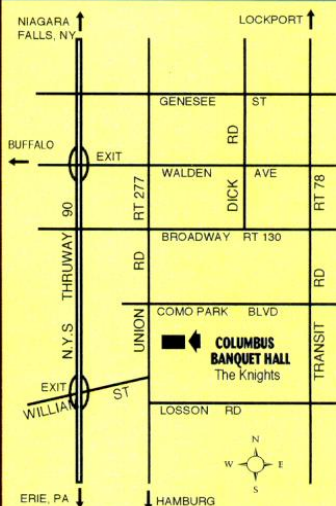 NIAGARA
FALLS, NY
LOCKPORT
GENESEE ST
BUFFALO
EXIT
WALDEN AVE
DICK RD
N.Y.S THRUWAY 90
UNION RD RT 277
TRANSIT RD RT 78
BROADWAY RT 130
COMO PARK BLVD
COLUMBUS
BANQUET HALL
The Knights
EXIT
WILLIAM ST
LOSSON RD
N
W E
S
ERIE, PA
HAMBURG